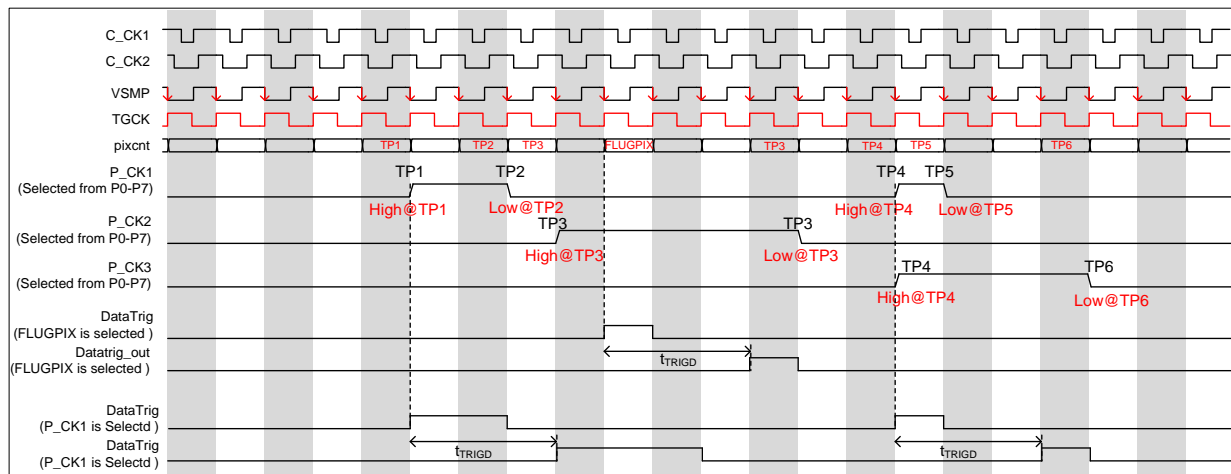 C_CK1
C_CK2
VSMP
TGCK
pixcnt
TP1 TP2 TP3 FLUGPIX TP3 TP4 TP5 TP6
P_CK1
(Selected from P0-P7)
TP1 TP2 TP4 TP5
High@TP1 Low@TP2 High@TP4 Low@TP5
P_CK2
(Selected from P0-P7)
TP3 TP3
High@TP3 Low@TP3
P_CK3
(Selected from P0-P7)
TP4 TP6
High@TP4 Low@TP6
DataTrig
(FLUGPIX is selected )
Datatrig_out
(FLUGPIX is selected )
tTRIGD
DataTrig
(P_CK1 is Selectd )
DataTrig
(P_CK1 is Selectd )
tTRIGD tTRIGD